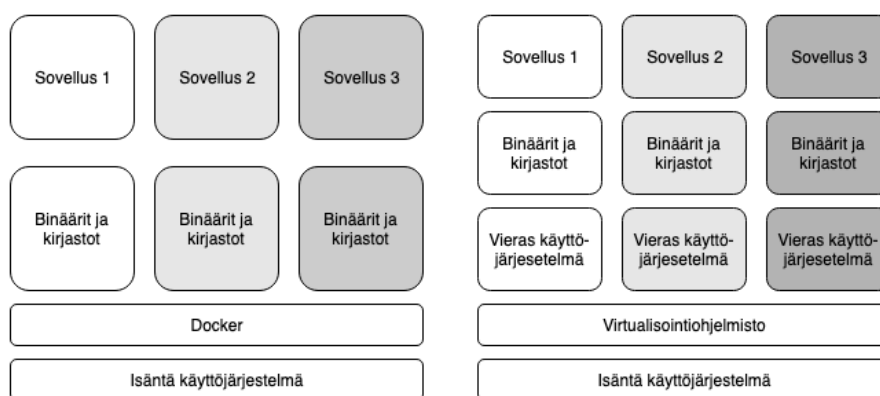 Sovellus 1
Sovellus 2
Sovellus 3
Binäärit ja
kirjastot
Binäärit ja
kirjastot
Binäärit ja
kirjastot
Docker
Isäntä käyttöjärjestelmä
Sovellus 1
Sovellus 2
Sovellus 3
Binäärit ja
kirjastot
Binäärit ja
kirjastot
Binäärit ja
kirjastot
Vieras käyttö-
järjesetelmä
Vieras käyttö-
järjesetelmä
Vieras käyttö-
järjesetelmä
Virtualisointiohjelmisto
Isäntä käyttöjärjestelmä